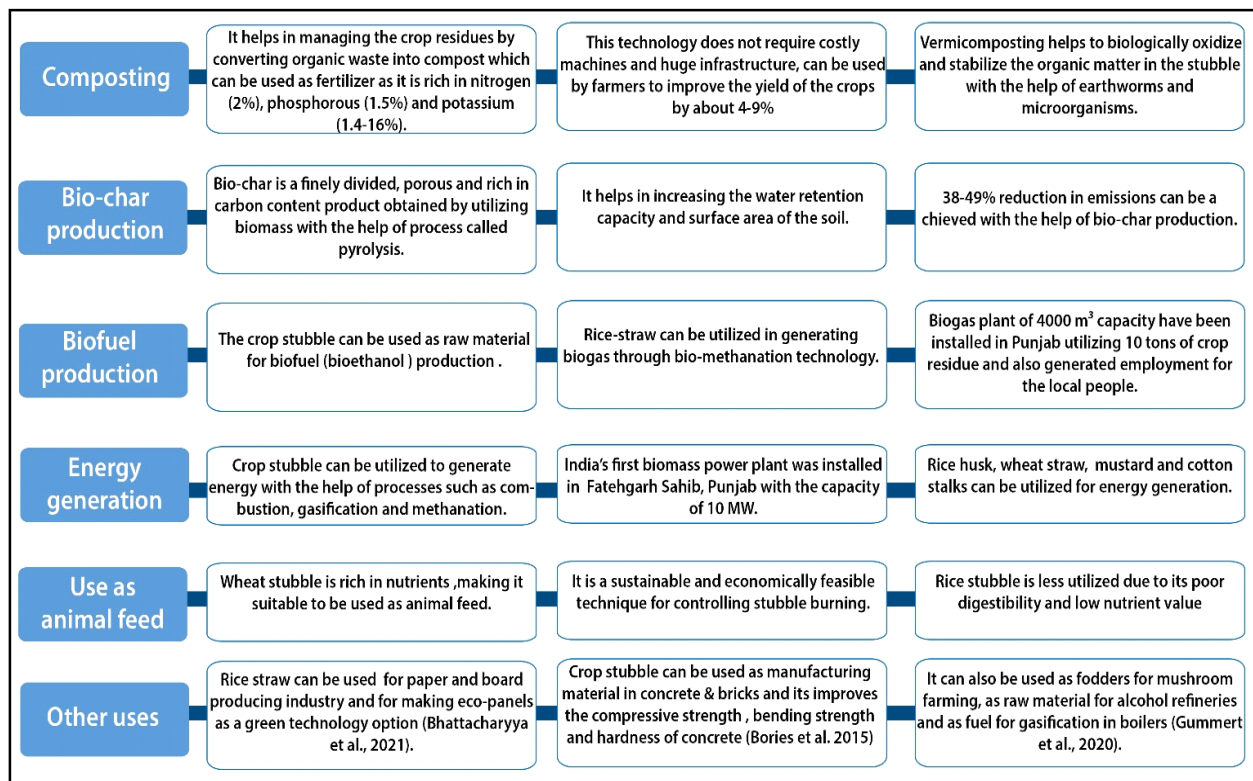 Composting
It helps in managing the crop residues by
converting organic waste into compost which
can be used as fertilizer as it is rich in nitrogen
(2%), phosphorous (1.5%) and potassium
(1.4-16%).
This technology does not require costly
machines and huge infrastructure, can be used
by farmers to improve the yield of the crops
by about 4-9%
Vermicomposting helps to biologically oxidize
and stabilize the organic matter in the stubble
with the help of earthworms and
microorganisms.
Bio-char
production
Bio-char is a finely divided, porous and rich in
carbon content product obtained by utilizing
biomass with the help of process called
pyrolysis.
It helps in increasing the water retention
capacity and surface area of the soil.
38-49% reduction in emissions can be a
chieved with the help of bio-char production.
Biofuel
production
The crop stubble can be used as raw material
for biofuel (bioethanol ) production .
Rice-straw can be utilized in generating
biogas through bio-methanation technology.
Biogas plant of 4000 m³ capacity have been
installed in Punjab utilizing 10 tons of crop
residue and also generated employment for
the local people.
Energy
generation
Crop stubble can be utilized to generate
energy with the help of processes such as com-
bustion, gasification and methanation.
India's first biomass power plant was installed
in Fatehgarh Sahib, Punjab with the capacity
of 10 MW.
Rice husk, wheat straw, mustard and cotton
stalks can be utilized for energy generation.
Use as
animal feed
Wheat stubble is rich in nutrients ,making it
suitable to be used as animal feed.
It is a sustainable and economically feasible
technique for controlling stubble burning.
Rice stubble is less utilized due to its poor
digestibility and low nutrient value
Other uses
Rice straw can be used for paper and board
producing industry and for making eco-panels
as a green technology option (Bhattacharyya
et al., 2021).
Crop stubble can be used as manufacturing
material in concrete & bricks and its improves
the compressive strength , bending strength
and hardness of concrete (Bories et al. 2015)
It can also be used as fodders for mushroom
farming, as raw material for alcohol refineries
and as fuel for gasification in boilers (Gummert
et al., 2020).